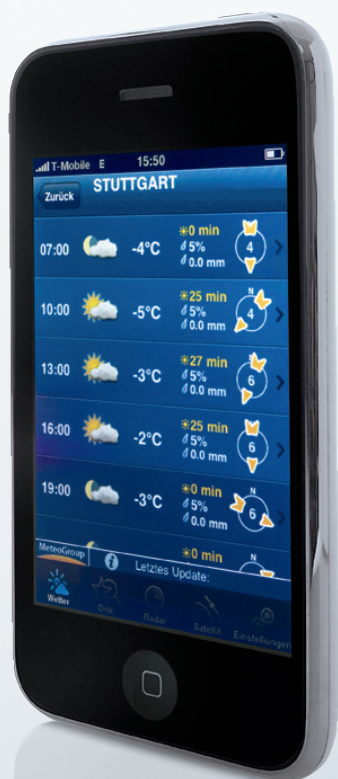 T-Mobile E 15:50
Zurück STUTTGART
07:00 -4°C 0 min 5% 0.0 mm N 4
10:00 -5°C 25 min 5% 0.0 mm N 4
13:00 -3°C 27 min 5% 0.0 mm N 6
16:00 -2°C 25 min 5% 0.0 mm N 6
19:00 -3°C 0 min 5% 0.0 mm N 6
0 min N
MeteoGroup Letztes Update:
Wetter Orte Radar Satellit Einstellungen